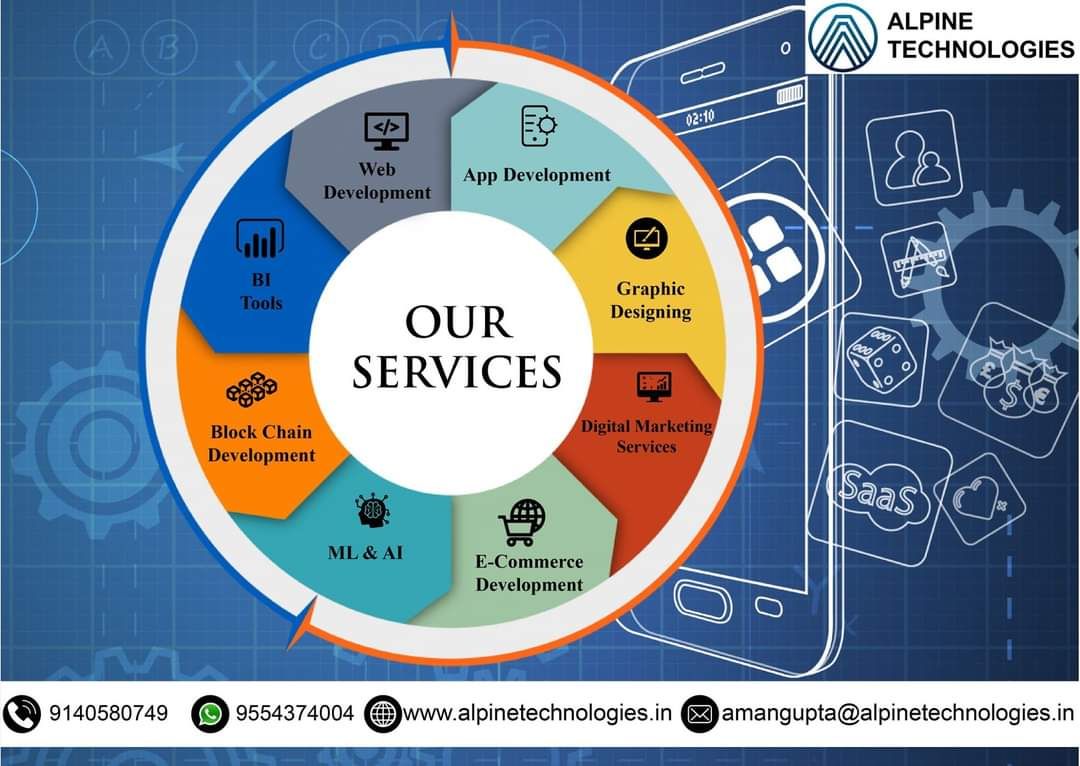 ALPINE
TECHNOLOGIES
A B C D E
02:10
Web
Development
App Development
BI
Tools
Graphic
Designing
OUR
SERVICES
Block Chain
Development
Digital Marketing
Services
ML & AI
E-Commerce
Development
SaaS
£ $ €
X
9140580749
9554374004
www.alpinetechnologies.in
amangupta@alpinetechnologies.in